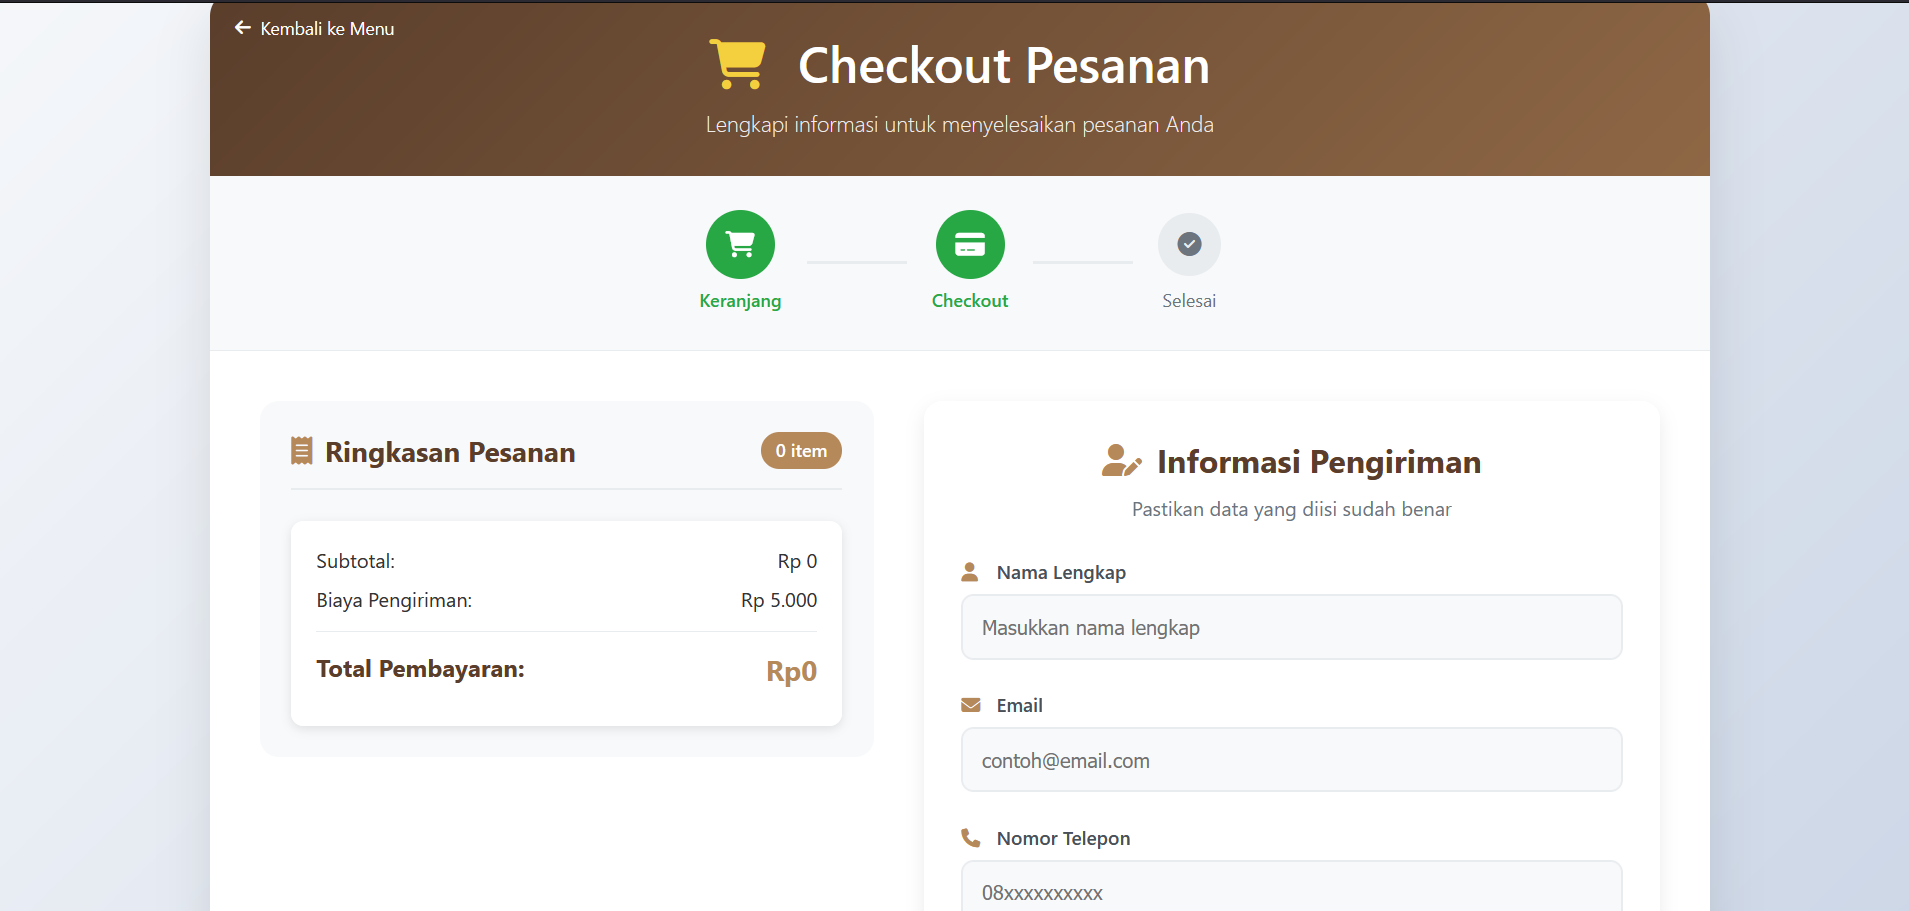 Kembali ke Menu
Checkout Pesanan
Lengkapi informasi untuk menyelesaikan pesanan Anda
Keranjang
Checkout
Selesai
Ringkasan Pesanan
0 item
Subtotal:
Rp 0
Biaya Pengiriman:
Rp 5.000
Total Pembayaran:
Rp0
Informasi Pengiriman
Pastikan data yang diisi sudah benar
Nama Lengkap
Masukkan nama lengkap
Email
contoh@email.com
Nomor Telepon
08xxxxxxxxxx